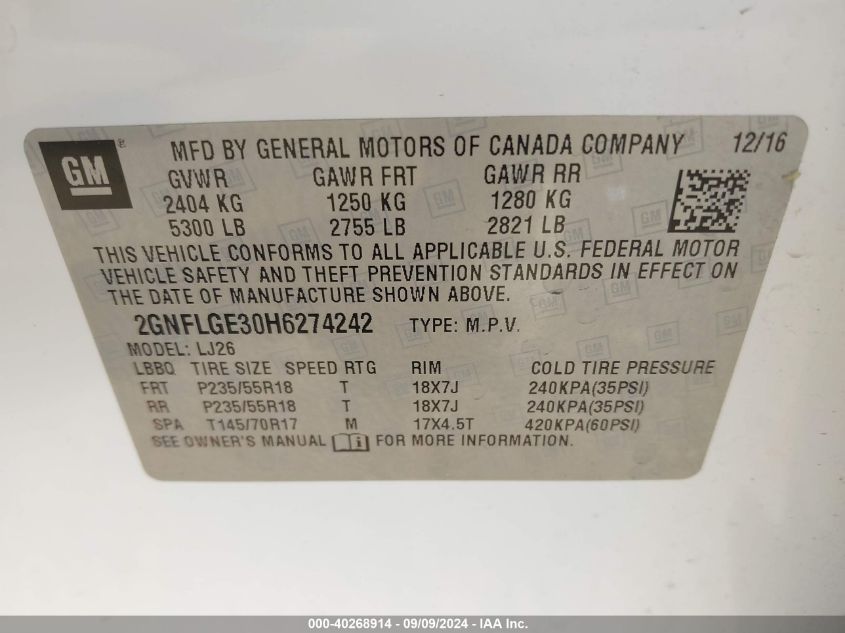 GM ® MFD BY GENERAL MOTORS OF CANADA COMPANY 12/16
GVWR GAWR FRT GAWR RR
2404 KG 1250 KG 1280 KG
5300 LB 2755 LB 2821 LB
THIS VEHICLE CONFORMS TO ALL APPLICABLE U.S. FEDERAL MOTOR
VEHICLE SAFETY AND THEFT PREVENTION STANDARDS IN EFFECT ON
THE DATE OF MANUFACTURE SHOWN ABOVE.
2GNFLGE30H6274242 TYPE: M.P.V.
MODEL: LJ26
LBBQ TIRE SIZE SPEED RTG RIM COLD TIRE PRESSURE
FRT P235/55R18 T 18X7J 240KPA(35PSI)
RR P235/55R18 T 18X7J 240KPA(35PSI)
SPA T145/70R17 M 17X4.5T 420KPA(60PSI)
SEE OWNER'S MANUAL FOR MORE INFORMATION.
000-40268914 - 09/09/2024 - IAA Inc.